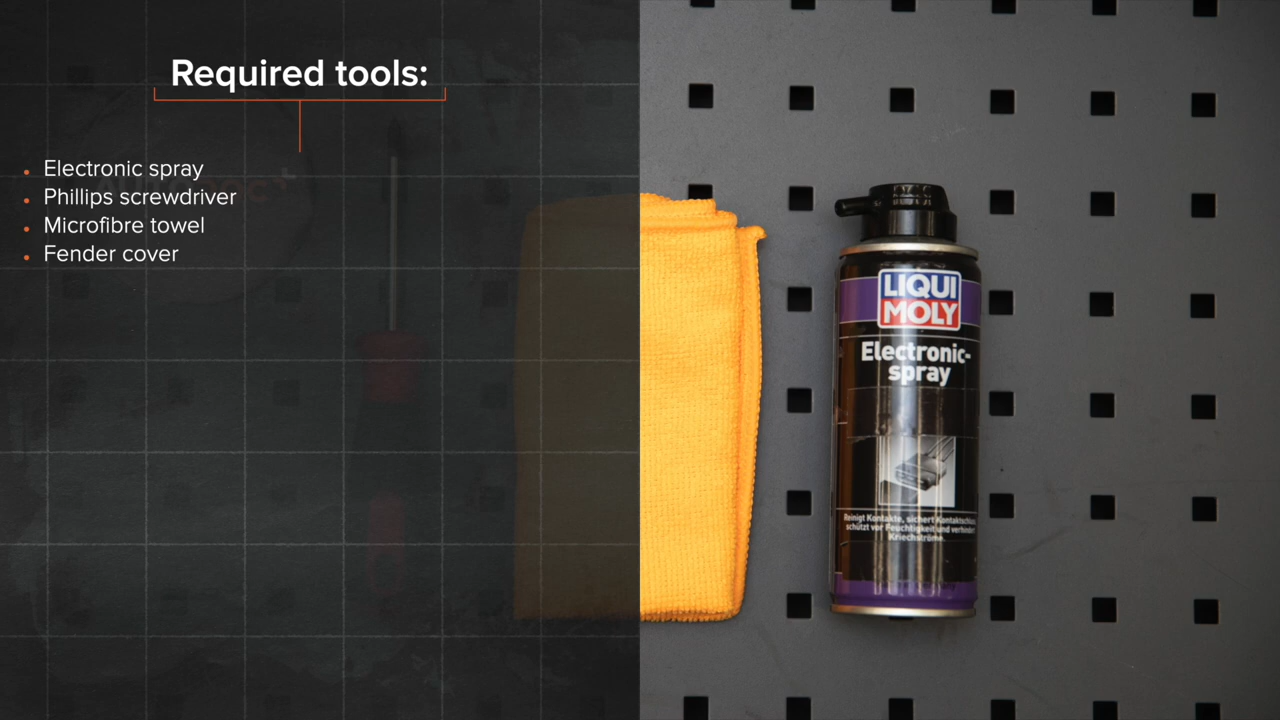 Required tools:
Electronic spray
Phillips screwdriver
Microfibre towel
Fender cover
LIQUI
MOLY
Electronic-
spray
Reinigt Kontakte, sichert Kontaktschluß,
schützt vor Feuchtigkeit und verhindert
Kriechströme.